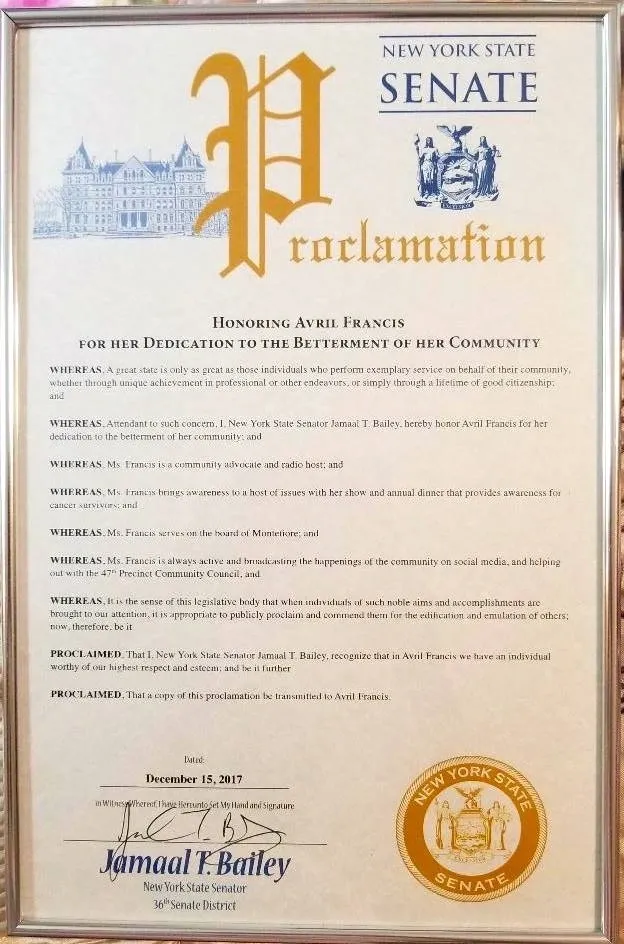 NEW YORK STATE
SENATE
EXCELSIOR
Proclamation
HONORING AVRIL FRANCIS
FOR HER DEDICATION TO THE BETTERMENT OF HER COMMUNITY
WHEREAS, A great state is only as great as those individuals who perform exemplary service on behalf of their community,
whether through unique achievement in professional or other endeavors, or simply through a lifetime of good citizenship;
and
WHEREAS, Attendant to such concern, I, New York State Senator Jamaal T. Bailey, hereby honor Avril Francis for her
dedication to the betterment of her community; and
WHEREAS, Ms. Francis is a community advocate and radio host; and
WHEREAS, Ms. Francis brings awareness to a host of issues with her show and annual dinner that provides awareness for
cancer survivors; and
WHEREAS, Ms. Francis serves on the board of Montefiore; and
WHEREAS, Ms. Francis is always active and broadcasting the happenings of the community on social media, and helping
out with the 47th Precinct Community Council, and
WHEREAS, It is the sense of this legislative body that when individuals of such noble aims and accomplishments are
brought to our attention, it is appropriate to publicly proclaim and commend them for the edification and emulation of others;
now, therefore, be it
PROCLAIMED, That I, New York State Senator Jamaal T. Bailey, recognize that in Avril Francis we have an individual
worthy of our highest respect and esteem; and be it further
PROCLAIMED, That a copy of this proclamation be transmitted to Avril Francis.
Dated:
December 15, 2017
in Witness Whereof, I have Hereunto Set My Hand and Signature
Jamaal T. Bailey
New York State Senator
36th Senate District
NEW YORK STATE
EXCELSIOR
SENATE